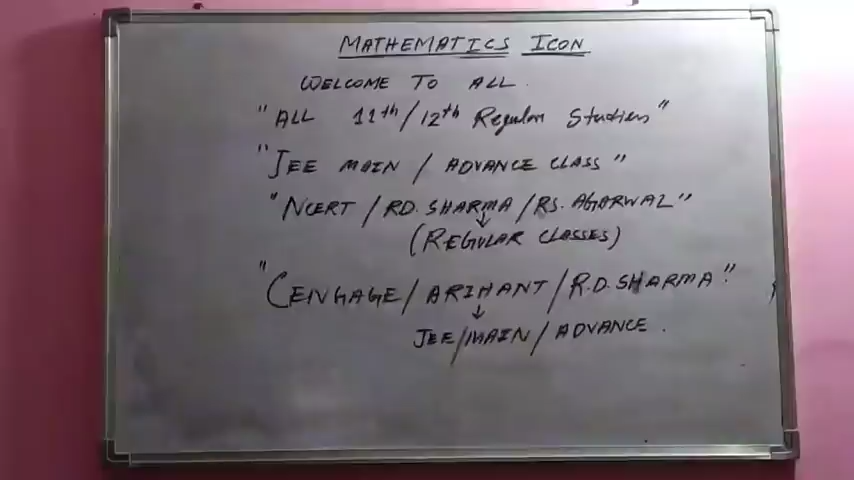 MATHEMATICS ICON
WELCOME TO ALL.
"ALL 11th/12th Regular Studies"
"JEE MAIN / ADVANCE CLASS"
"NCERT / RD. SHARMA / RS. AGARWAL"
↓
(REGULAR CLASSES)
"CENGAGE / ARIHANT / R.D. SHARMA"
↓
JEE/MAIN / ADVANCE.